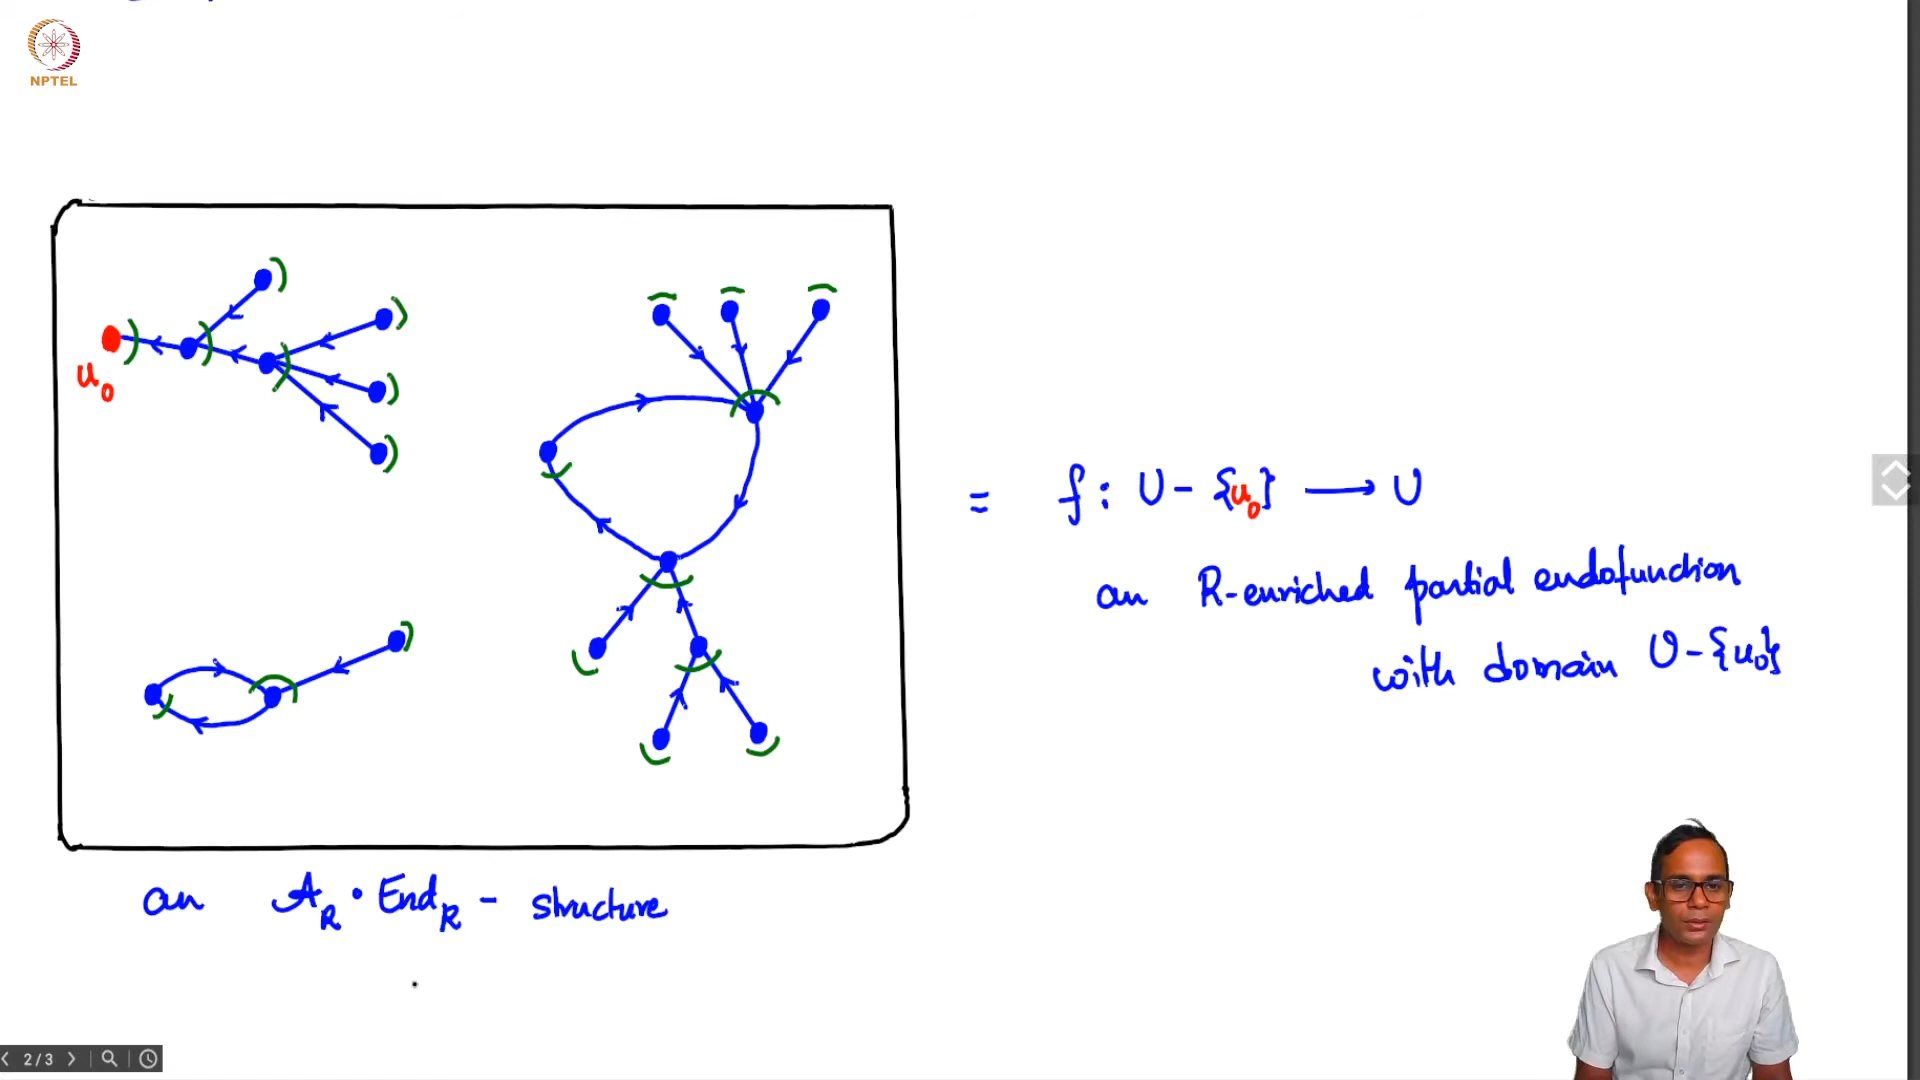 NPTEL
u₀
= f : U - {u₀} ⟶ U
an R-enriched partial endofunction
with domain U - {u₀}
an 𝒜_R · End_R - structure
2/3